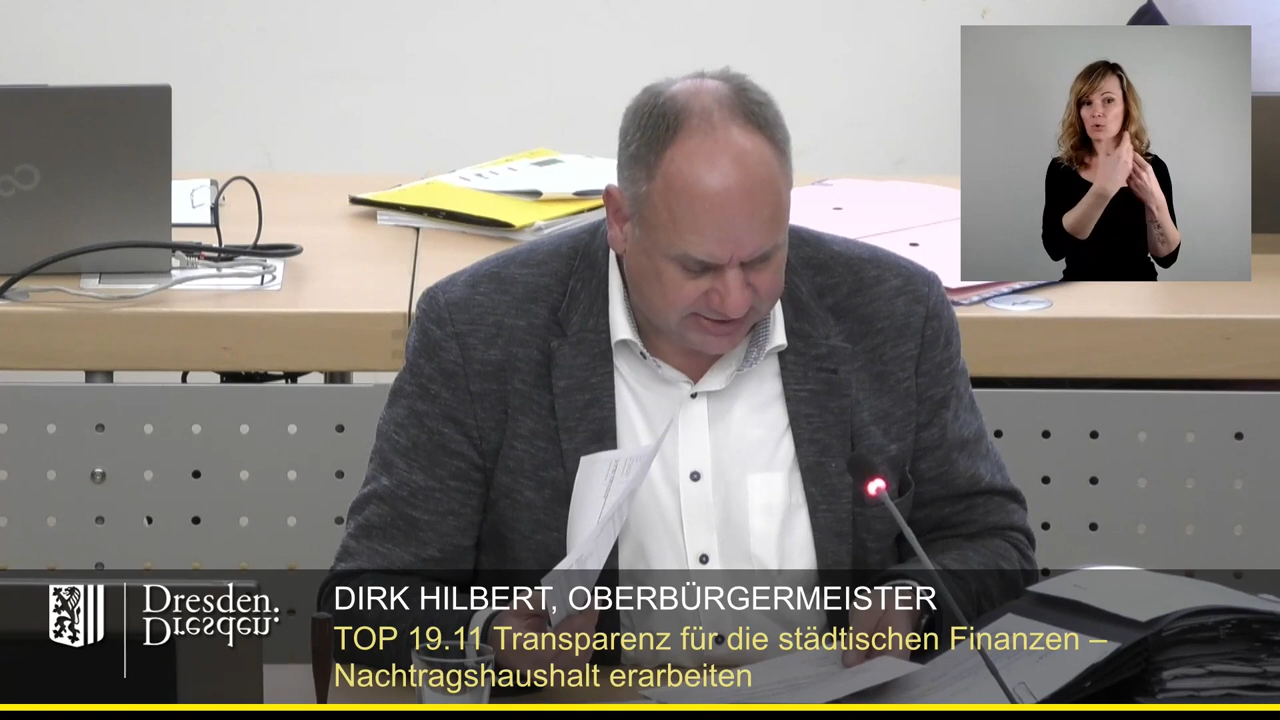 DIRK HILBERT, OBERBÜRGERMEISTER
Dresden.
Dresden.
TOP 19.11 Transparenz für die städtischen Finanzen –
Nachtragshaushalt erarbeiten